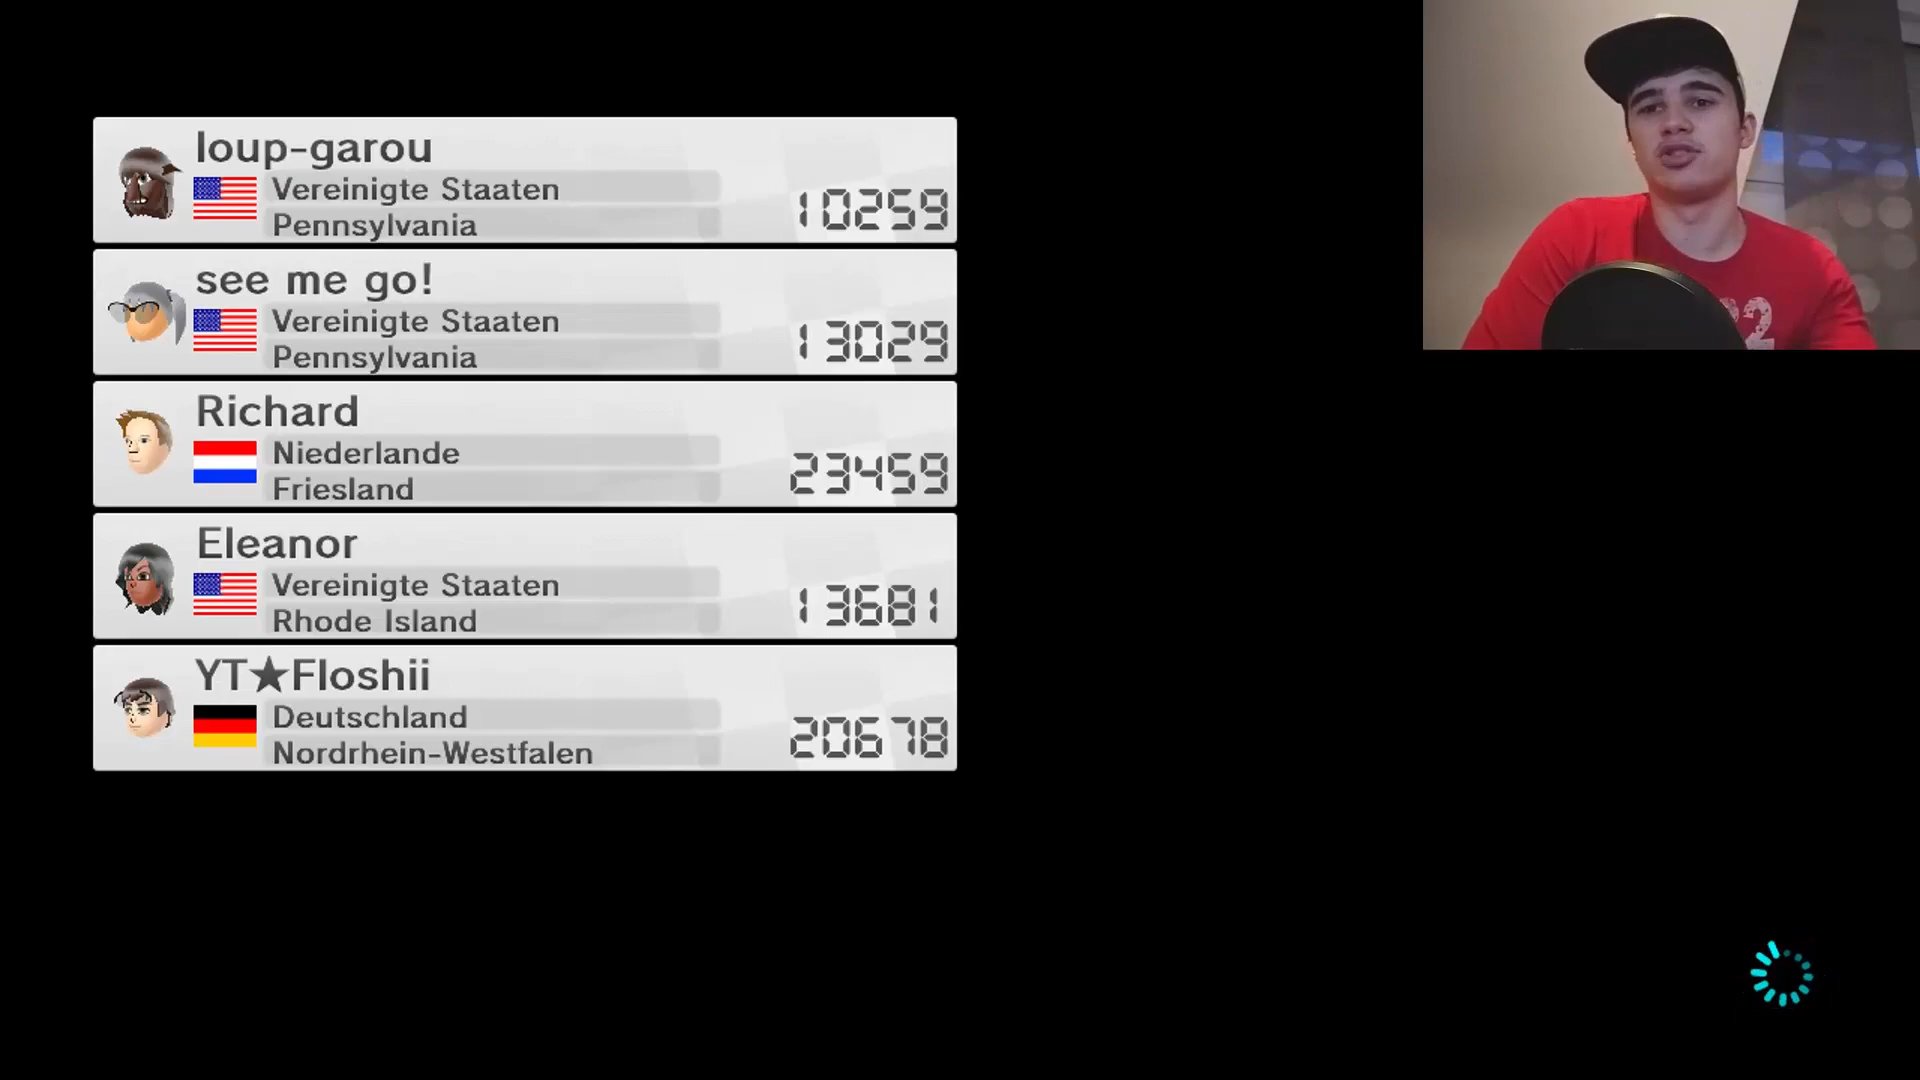 loup-garou
Vereinigte Staaten
Pennsylvania
10259
see me go!
Vereinigte Staaten
Pennsylvania
13029
Richard
Niederlande
Friesland
23459
Eleanor
Vereinigte Staaten
Rhode Island
13681
YT★Floshii
Deutschland
Nordrhein-Westfalen
20678